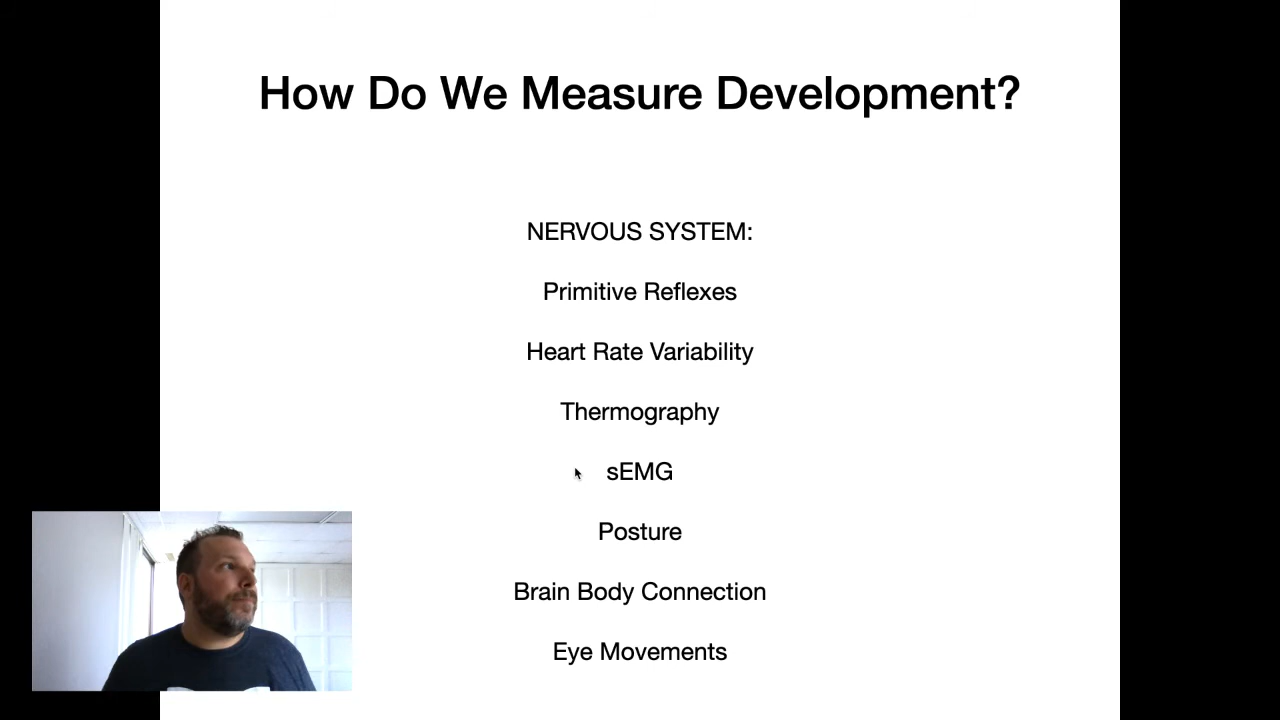 How Do We Measure Development?
NERVOUS SYSTEM:
Primitive Reflexes
Heart Rate Variability
Thermography
sEMG
Posture
Brain Body Connection
Eye Movements